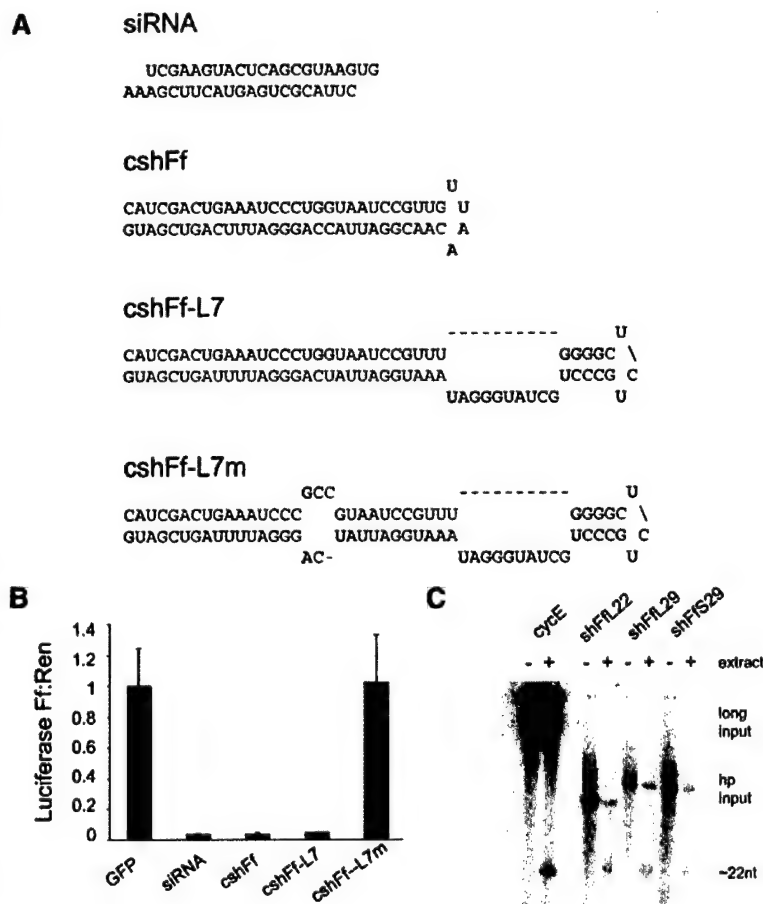 A
siRNA
UCGAAGUACUCAGCGUAAGUG
AAAGCUUCAUGAGUCGCAUUC
cshFf
U
CAUCGACUGAAAUCCCUGGUAAUCCGUUG U
GUAGCUGACUUUAGGGACCAUUAGGCAAC A
A
cshFf-L7
----------- U
CAUCGACUGAAAUCCCUGGUAAUCCGUUU GGGGC \
GUAGCUGAUUUUAGGGACUAUUAGGUAAA UCCCG C
UAGGGUAUCG U
cshFf-L7m
GCC ----------- U
CAUCGACUGAAAUCCC GUAAUCCGUUU GGGGC \
GUAGCUGAUUUUAGGG UAUUAGGUAAA UCCCG C
AC- UAGGGUAUCG U
B
Luciferase Ff:Ren
1.4
1.2
1
0.8
0.6
0.4
0.2
0
GFP
siRNA
cshFf
cshFf-L7
cshFf--L7m
C
cycE
shFfL22
shFfL29
shFfS29
- + - + - + - + extract
long
input
hp
input
~22nt